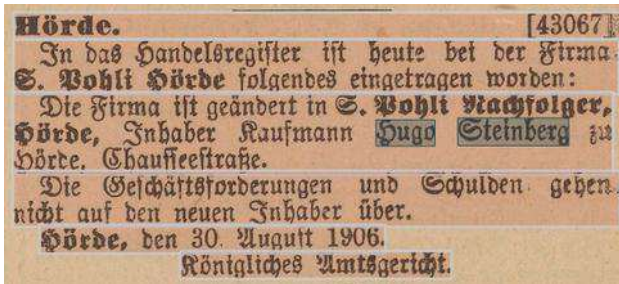 Hörde. [43067]
In das Handelsregister ist heute bei der Firma
S. Pohli Hörde folgendes eingetragen worden:
Die Firma ist geändert in S. Pohli Nachfolger,
Hörde, Inhaber Kaufmann Hugo Steinberg zu
Hörde. Chausseestraße.
Die Geschäftsforderungen und Schulden gehen
nicht auf den neuen Inhaber über.
Hörde, den 30. August 1906.
Königliches Amtsgericht.